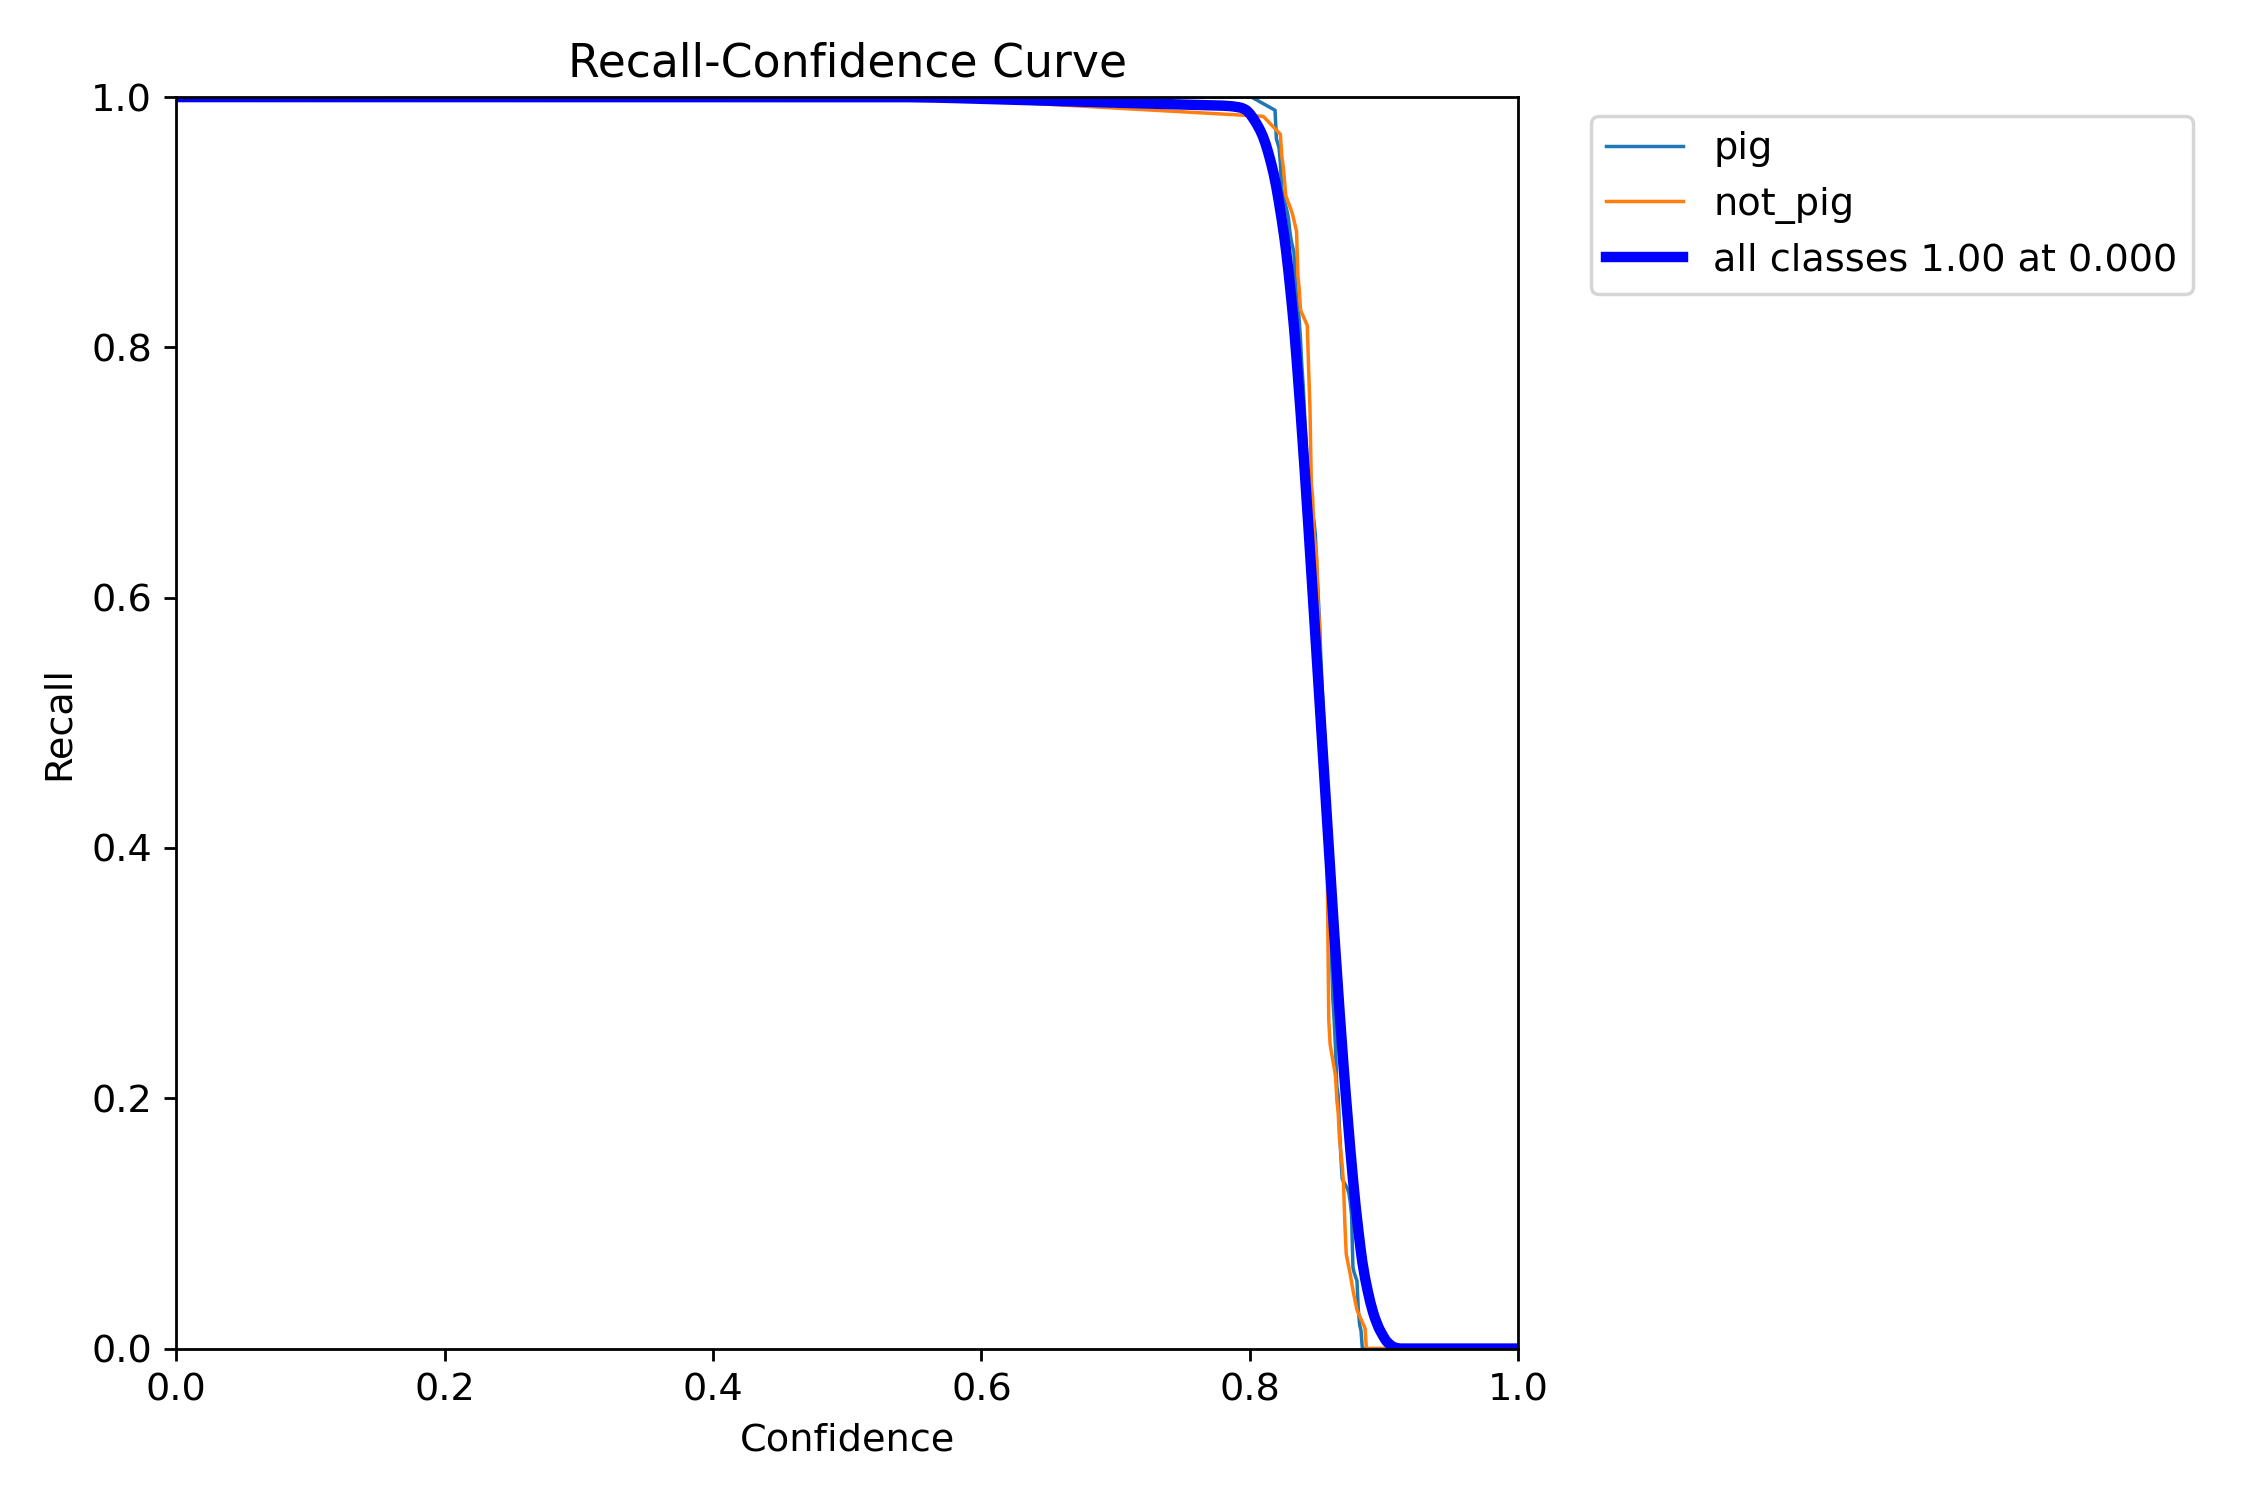 Recall-Confidence Curve
1.0
0.8
0.6
0.4
0.2
0.0
Recall
0.0 0.2 0.4 0.6 0.8 1.0
Confidence
pig
not_pig
all classes 1.00 at 0.000